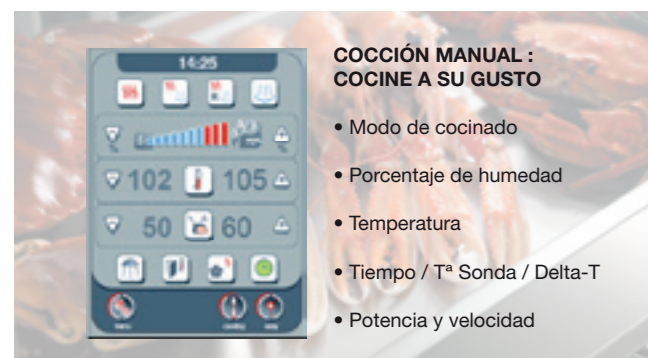 14:25
COCCIÓN MANUAL :
COCINE A SU GUSTO
• Modo de cocinado
• Porcentaje de humedad
102 105
• Temperatura
50 60
• Tiempo / Tª Sonda / Delta-T
• Potencia y velocidad